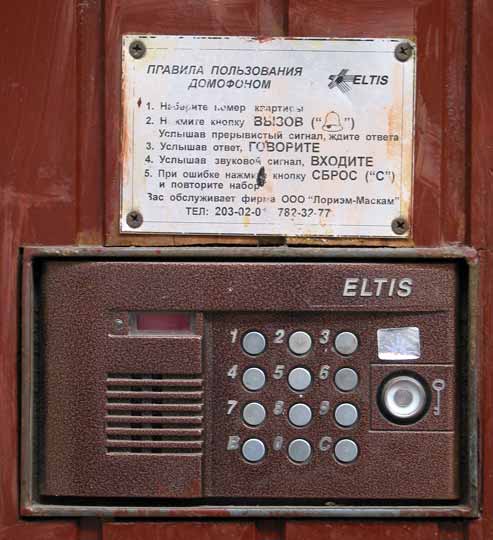 ПРАВИЛА ПОЛЬЗОВАНИЯ
ДОМОФОНОМ
ELTIS
1. Наберите номер квартиры
2. Нажмите кнопку ВЫЗОВ (" ")
Услышав прерывистый сигнал, ждите ответа
3. Услышав ответ, ГОВОРИТЕ
4. Услышав звуковой сигнал, ВХОДИТЕ
5. При ошибке нажмите кнопку СБРОС ("С")
и повторите набор
Вас обслуживает фирма ООО "Лориэм-Маскам"
ТЕЛ: 203-02-0 782-32-77
ELTIS
1 2 3
4 5 6
7 8 9
B 0 C